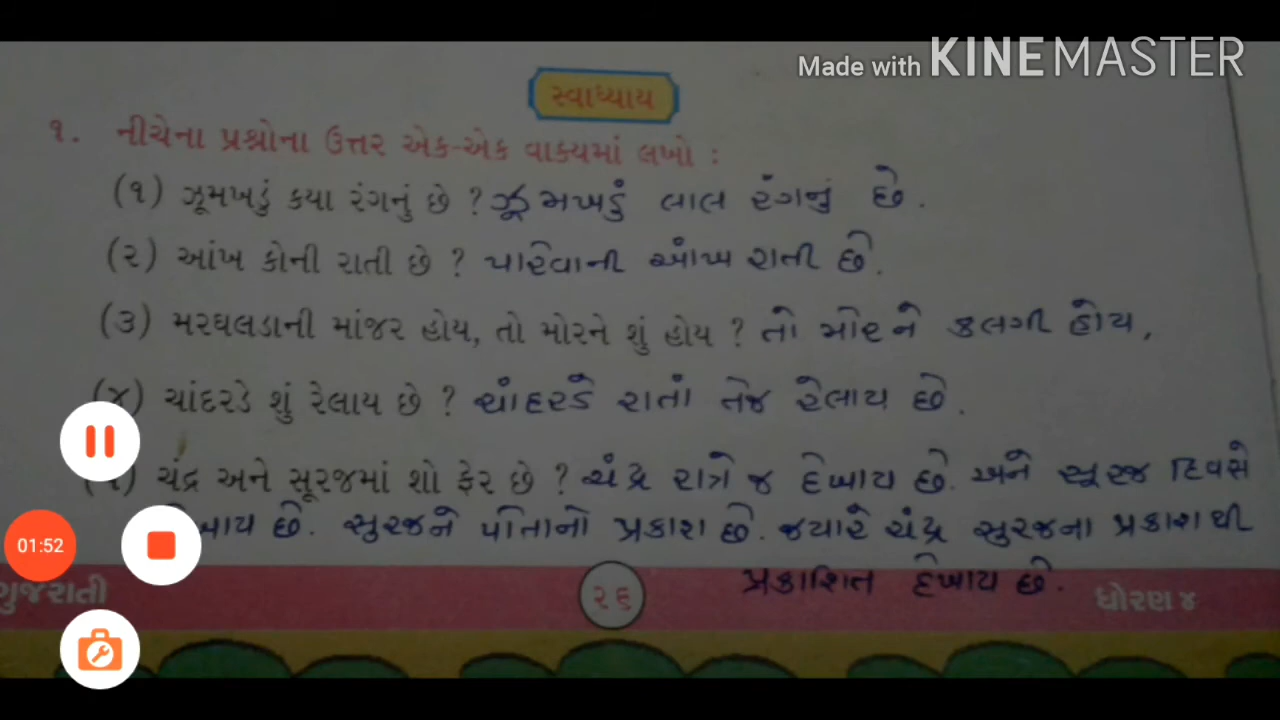 Made with KINEMASTER
સ્વાધ્યાય
૧. નીચેના પ્રશ્નોના ઉત્તર એક-એક વાક્યમાં લખો :
(૧) ઝૂમખડું કયા રંગનું છે ? ઝૂમખડું લાલ રંગનું છે.
(૨) આંખ કોની રાતી છે ? પારેવાની આંખ રાતી છે.
(૩) મરઘલડાની માંજર હોય, તો મોરને શું હોય ? તો મોરને કલગી હોય.
(૪) ચાંદરડે શું રેલાય છે ? ચાંદરડે રાતાં તેજ રેલાય છે.
ચંદ્ર અને સૂરજમાં શો ફેર છે ? ચંદ્ર રાત્રે જ દેખાય છે. અને સૂરજ દિવસે
છે. સુરજને પોતાનો પ્રકાશ છે. જ્યારે ચંદ્ર સુરજના પ્રકાશથી
પ્રકાશિત દેખાય છે.
01:52
ગુજરાતી ૨૬ ધોરણ ૪